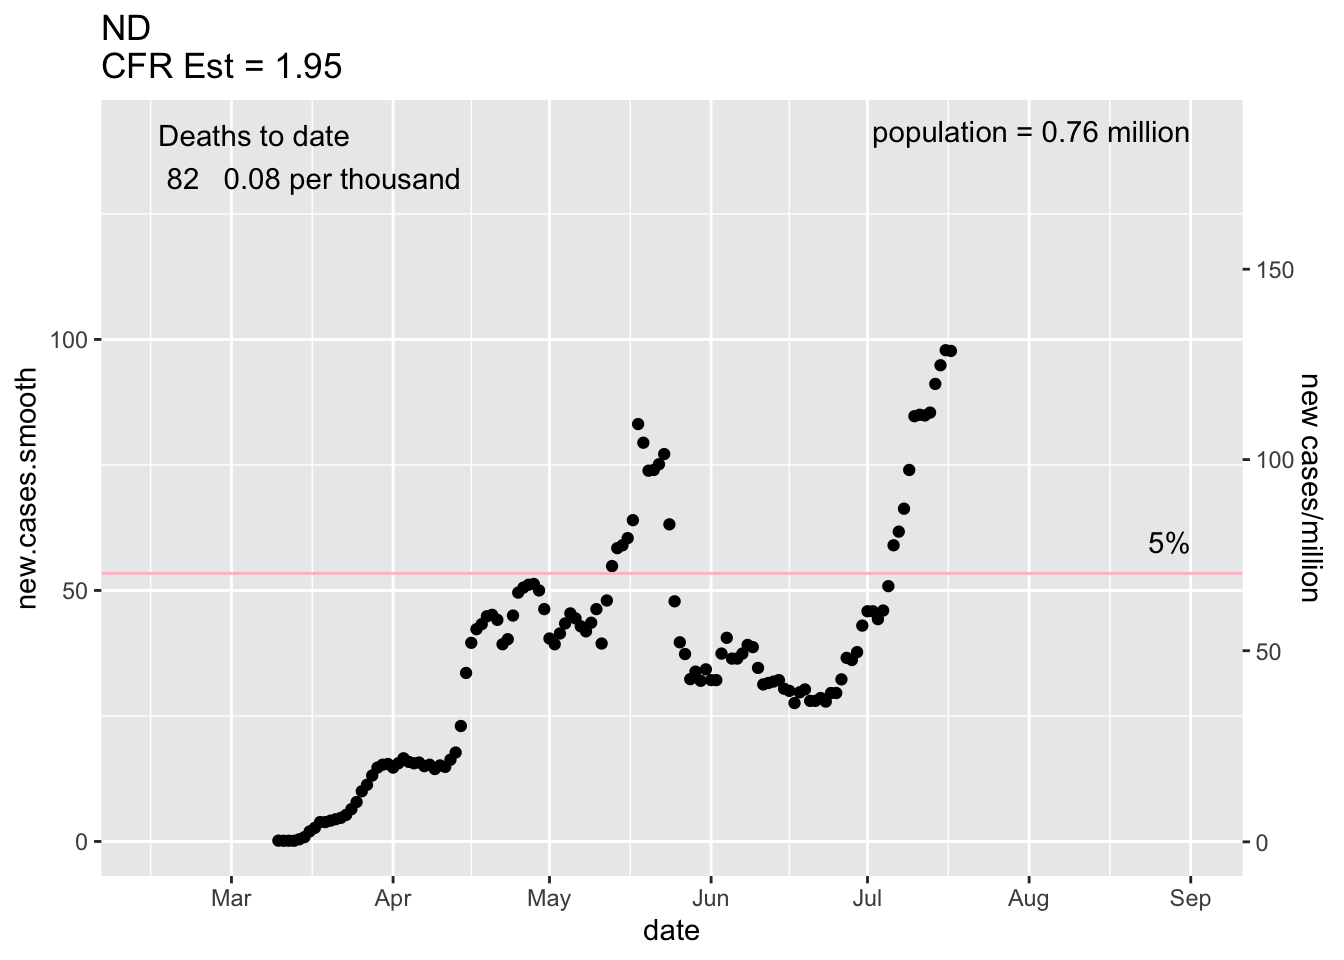 ND
CFR Est = 1.95
Deaths to date
82 0.08 per thousand
population = 0.76 million
5%
new.cases.smooth
100
50
0
150
100
50
0
new cases/million
Mar Apr May Jun Jul Aug Sep
date